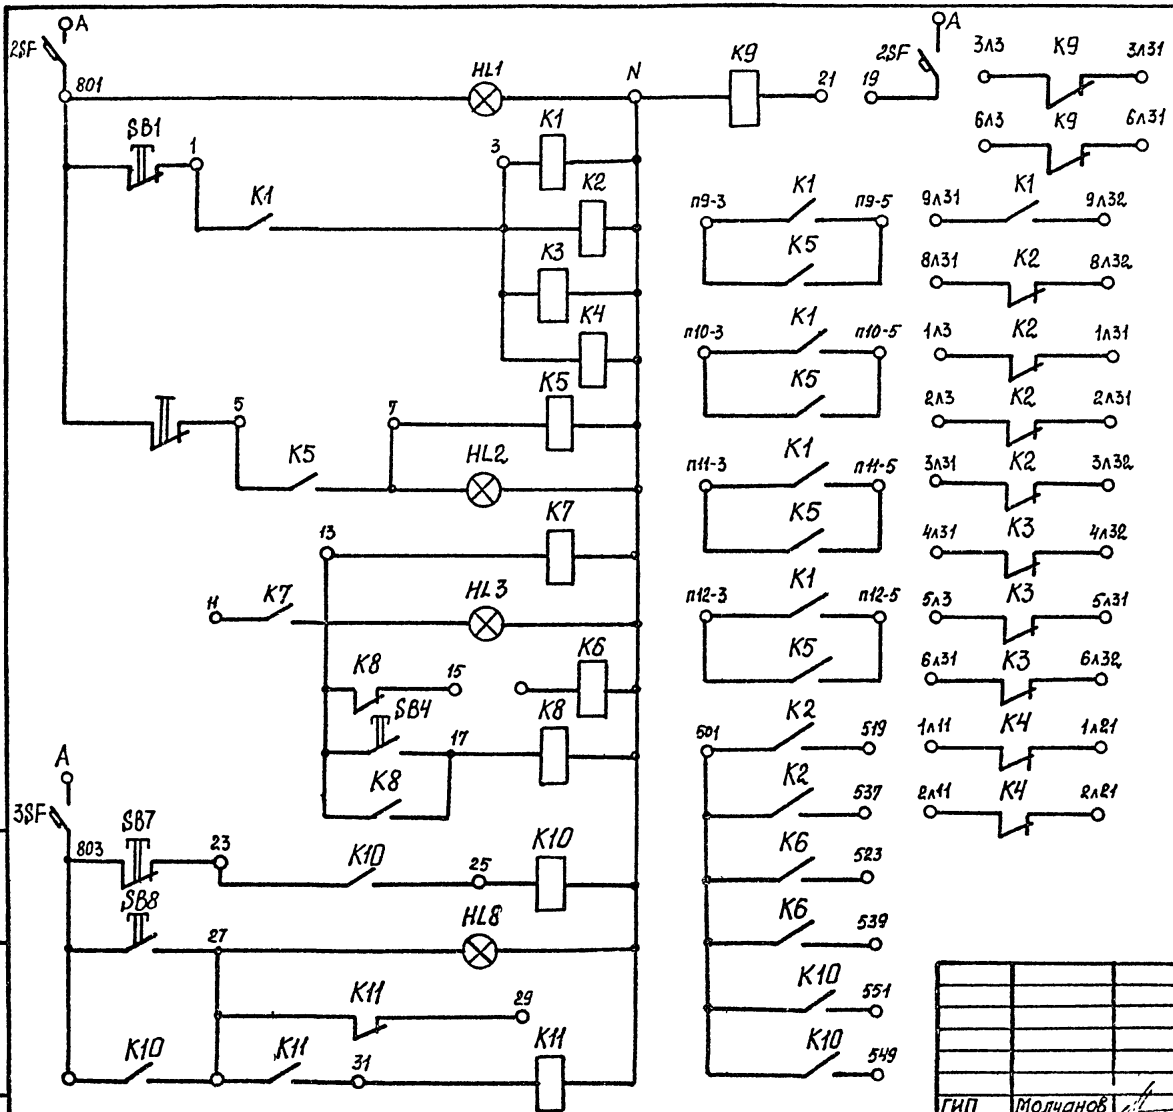 A
2SF
801
HL1
N
K9
21
19
2SF
A
3л3
K9
3л31
6л3
K9
6л31
SB1
1
K1
3
K1
K2
K3
K4
п9-3
K1
п9-5
K5
9л31
K1
9л32
8л31
K2
8л32
п10-3
K1
п10-5
K5
1л3
K2
1л31
2л3
K2
2л31
5
K5
7
K5
HL2
п11-3
K1
п11-5
K5
3л31
K2
3л32
4л31
K3
4л32
13
K7
11
K7
HL3
п12-3
K1
п12-5
K5
5л3
K3
5л31
6л31
K3
6л32
K8
15
K6
SB4
17
K8
K8
501
K2
519
K2
537
K6
523
K6
539
K10
551
K10
549
1л11
K4
1л21
2л11
K4
2л21
A
3SF
803
SB7
23
K10
25
K10
SB8
27
HL8
K11
29
K10
K11
31
K11
ГИП Молчанов